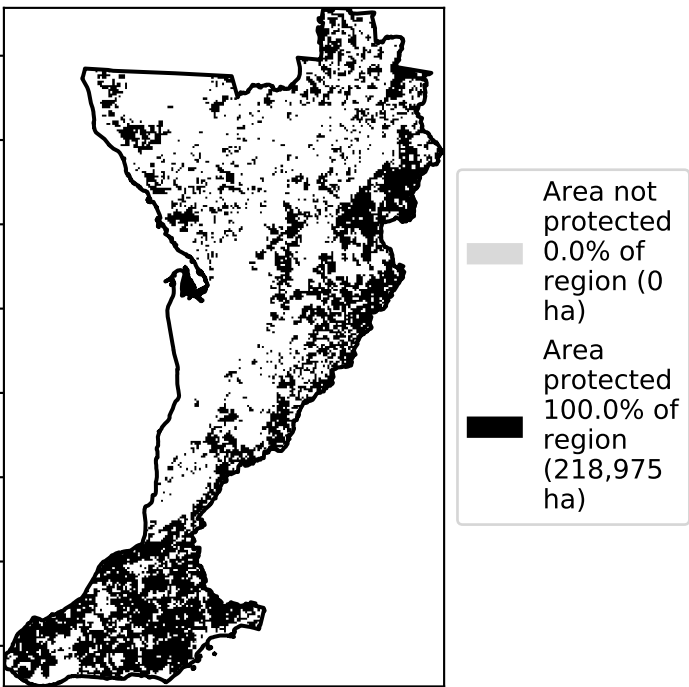 Area not
protected
0.0% of
region (0
ha)
Area
protected
100.0% of
region
(218,975
ha)